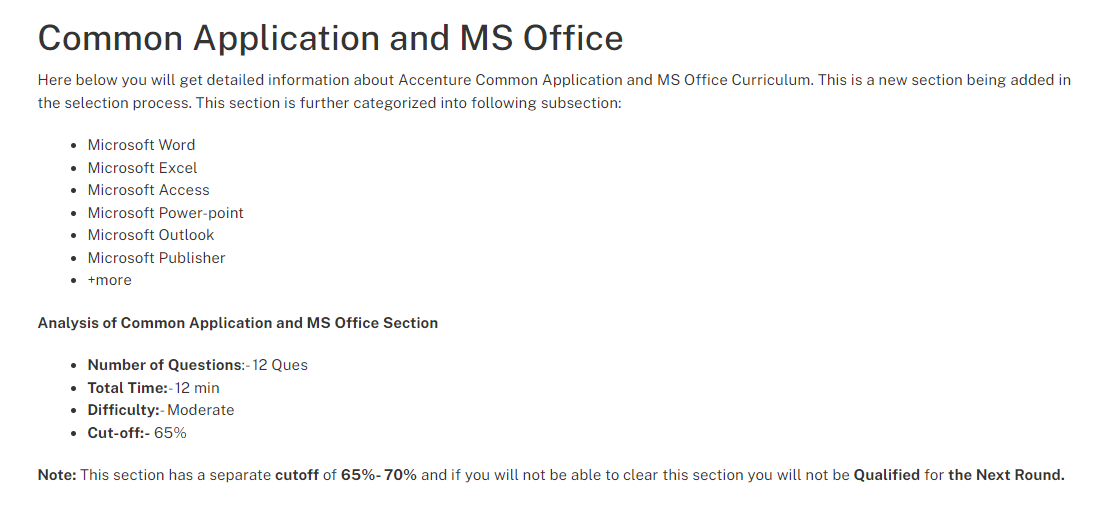 Common Application and MS Office
Here below you will get detailed information about Accenture Common Application and MS Office Curriculum. This is a new section being added in
the selection process. This section is further categorized into following subsection:
• Microsoft Word
• Microsoft Excel
• Microsoft Access
• Microsoft Power-point
• Microsoft Outlook
• Microsoft Publisher
• +more
Analysis of Common Application and MS Office Section
• Number of Questions:- 12 Ques
• Total Time:- 12 min
• Difficulty:- Moderate
• Cut-off:- 65%
Note: This section has a separate cutoff of 65%- 70% and if you will not be able to clear this section you will not be Qualified for the Next Round.